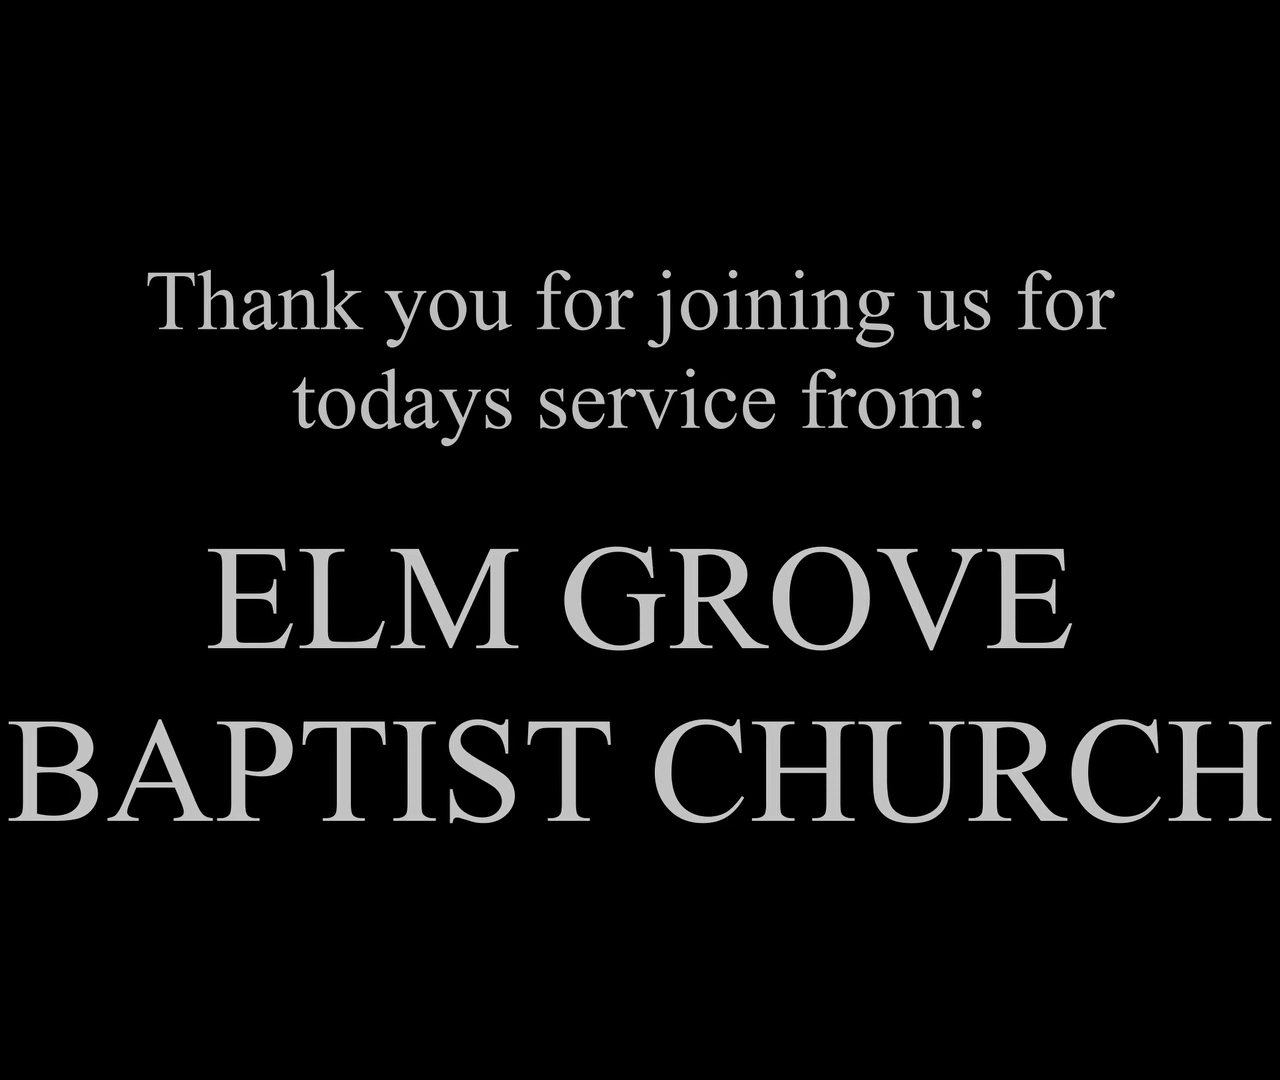 Thank you for joining us for
todays service from:
ELM GROVE
BAPTIST CHURCH